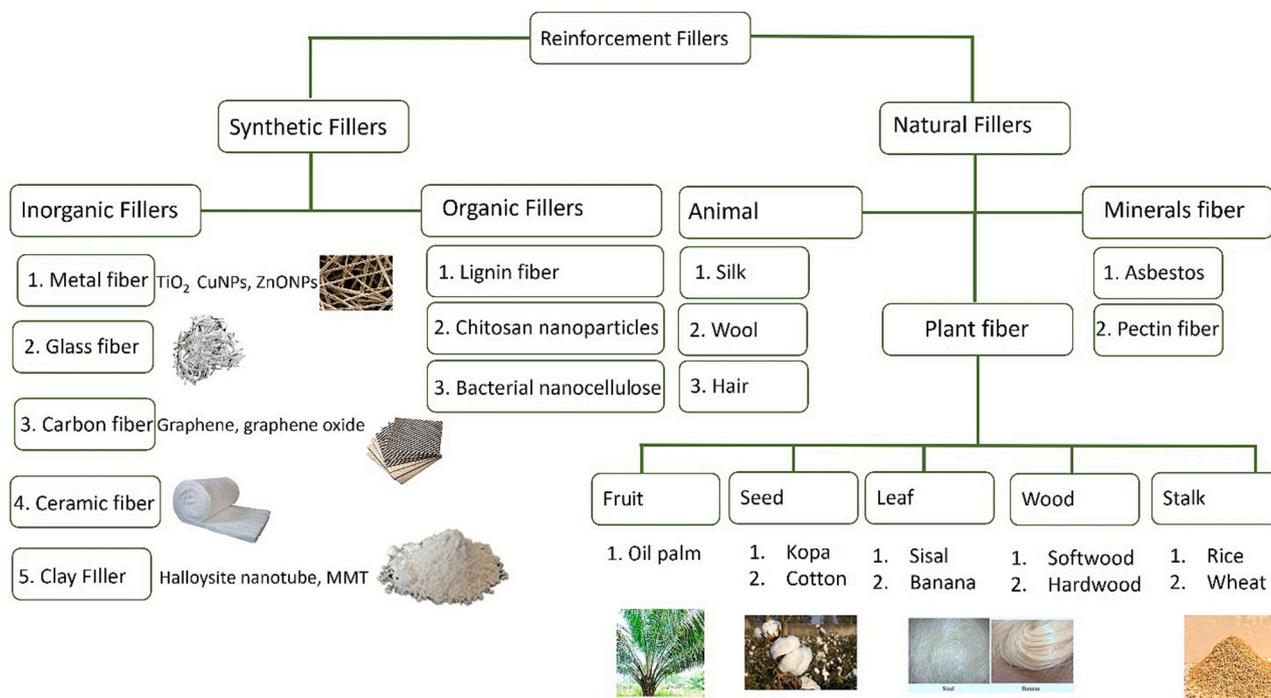 Reinforcement Fillers
Synthetic Fillers
Natural Fillers
Inorganic Fillers
Organic Fillers
Animal
Minerals fiber
1. Metal fiber
TiO₂ CuNPs, ZnONPs
2. Glass fiber
3. Carbon fiber
Graphene, graphene oxide
4. Ceramic fiber
5. Clay FIller
Halloysite nanotube, MMT
1. Lignin fiber
2. Chitosan nanoparticles
3. Bacterial nanocellulose
1. Silk
2. Wool
3. Hair
1. Asbestos
2. Pectin fiber
Plant fiber
Fruit
1. Oil palm
Seed
1. Kopa
2. Cotton
Leaf
1. Sisal
2. Banana
Sisal
Banana
Wood
1. Softwood
2. Hardwood
Stalk
1. Rice
2. Wheat